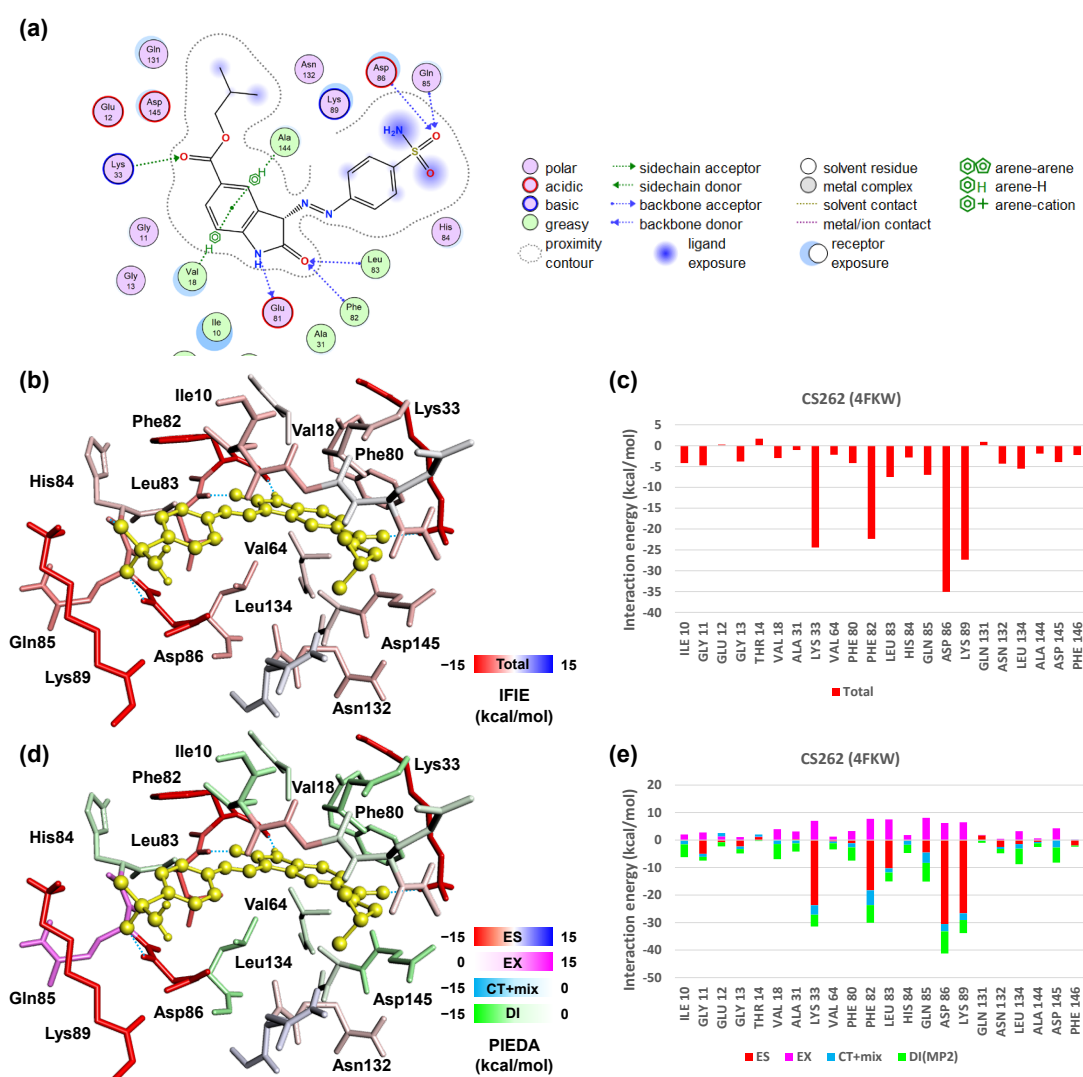 (a)
Gln
131
Asn
132
Asp
86
Gln
85
Glu
12
Asp
145
Lys
89
H₂N
O
S
O
Ala
144
Lys
33
O
O
H
N
N
Gly
11
His
84
H
Val
18
N
H
O
Leu
83
Gly
13
Glu
81
Phe
82
Ile
10
Ala
31
polar
acidic
basic
greasy
proximity
contour
sidechain acceptor
sidechain donor
backbone acceptor
backbone donor
ligand
exposure
solvent residue
metal complex
solvent contact
metal/ion contact
receptor
exposure
arene-arene
H arene-H
+ arene-cation
(b)
Ile10
Phe82
Val18
Lys33
Phe80
His84
Leu83
Val64
Leu134
Gln85
Asp86
Asp145
Lys89
Asn132
−15 Total 15
IFIE
(kcal/mol)
(c)
CS262 (4FKW)
Interaction energy (kcal/mol)
5
0
-5
-10
-15
-20
-25
-30
-35
-40
ILE 10
GLY 11
GLU 12
GLY 13
THR 14
VAL 18
ALA 31
LYS 33
VAL 64
PHE 80
PHE 82
LEU 83
HIS 84
GLN 85
ASP 86
LYS 89
GLN 131
ASN 132
LEU 134
ALA 144
ASP 145
PHE 146
Total
(d)
Ile10
Phe82
Val18
Lys33
Phe80
His84
Leu83
Val64
Leu134
Gln85
Asp86
Asp145
Lys89
Asn132
−15 ES 15
0 EX 15
−15 CT+mix 0
−15 DI 0
PIEDA
(kcal/mol)
(e)
CS262 (4FKW)
Interaction energy (kcal/mol)
20
10
0
-10
-20
-30
-40
-50
ILE 10
GLY 11
GLU 12
GLY 13
THR 14
VAL 18
ALA 31
LYS 33
VAL 64
PHE 80
PHE 82
LEU 83
HIS 84
GLN 85
ASP 86
LYS 89
GLN 131
ASN 132
LEU 134
ALA 144
ASP 145
PHE 146
ES
EX
CT+mix
DI(MP2)